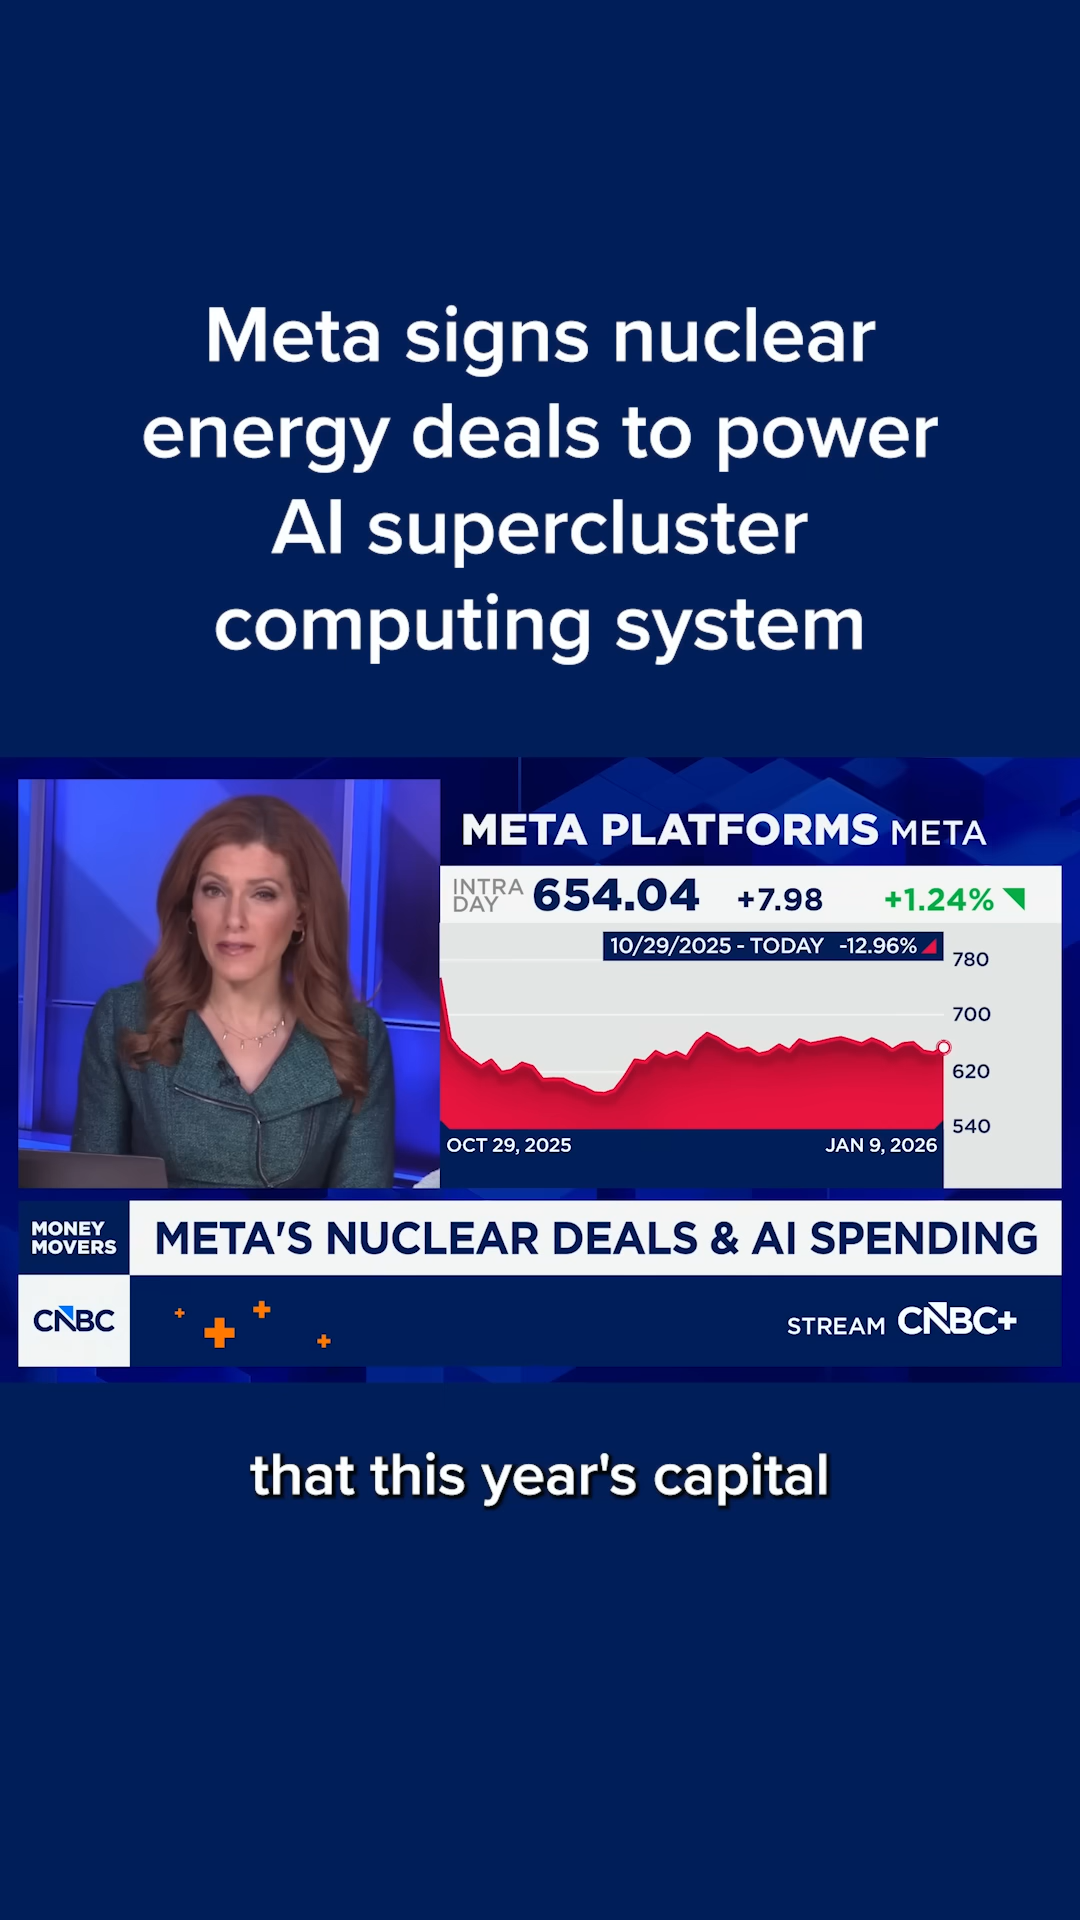 Meta signs nuclear
energy deals to power
AI supercluster
computing system
META PLATFORMS META
INTRA
DAY
654.04 +7.98 +1.24%
10/29/2025 - TODAY -12.96%
780
700
620
540
OCT 29, 2025 JAN 9, 2026
MONEY
MOVERS
META'S NUCLEAR DEALS & AI SPENDING
CNBC
STREAM CNBC+
that this year's capital